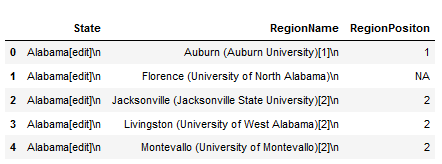 State RegionName RegionPositon
0 Alabama[edit]\n Auburn (Auburn University)[1]\n 1
1 Alabama[edit]\n Florence (University of North Alabama)\n NA
2 Alabama[edit]\n Jacksonville (Jacksonville State University)[2]\n 2
3 Alabama[edit]\n Livingston (University of West Alabama)[2]\n 2
4 Alabama[edit]\n Montevallo (University of Montevallo)[2]\n 2